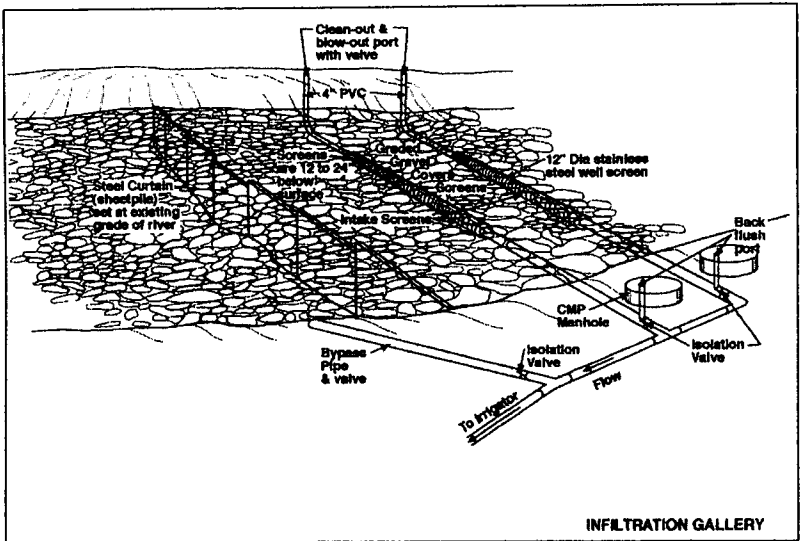 Clean-out &
blow-out port
with valve
4" PVC
Graded
Gravel
Covers
Screens
Screens
are 12 to 24"
below
surface
12" Dia stainless
steel well screen
Steel Curtain
(sheetpile)
set at existing
grade of river
Intake Screens
Back
flush
port
CMP
Manhole
Isolation
Valve
Isolation
Valve
Bypass
Pipe
& valve
Flow
To Irrigator
INFILTRATION GALLERY